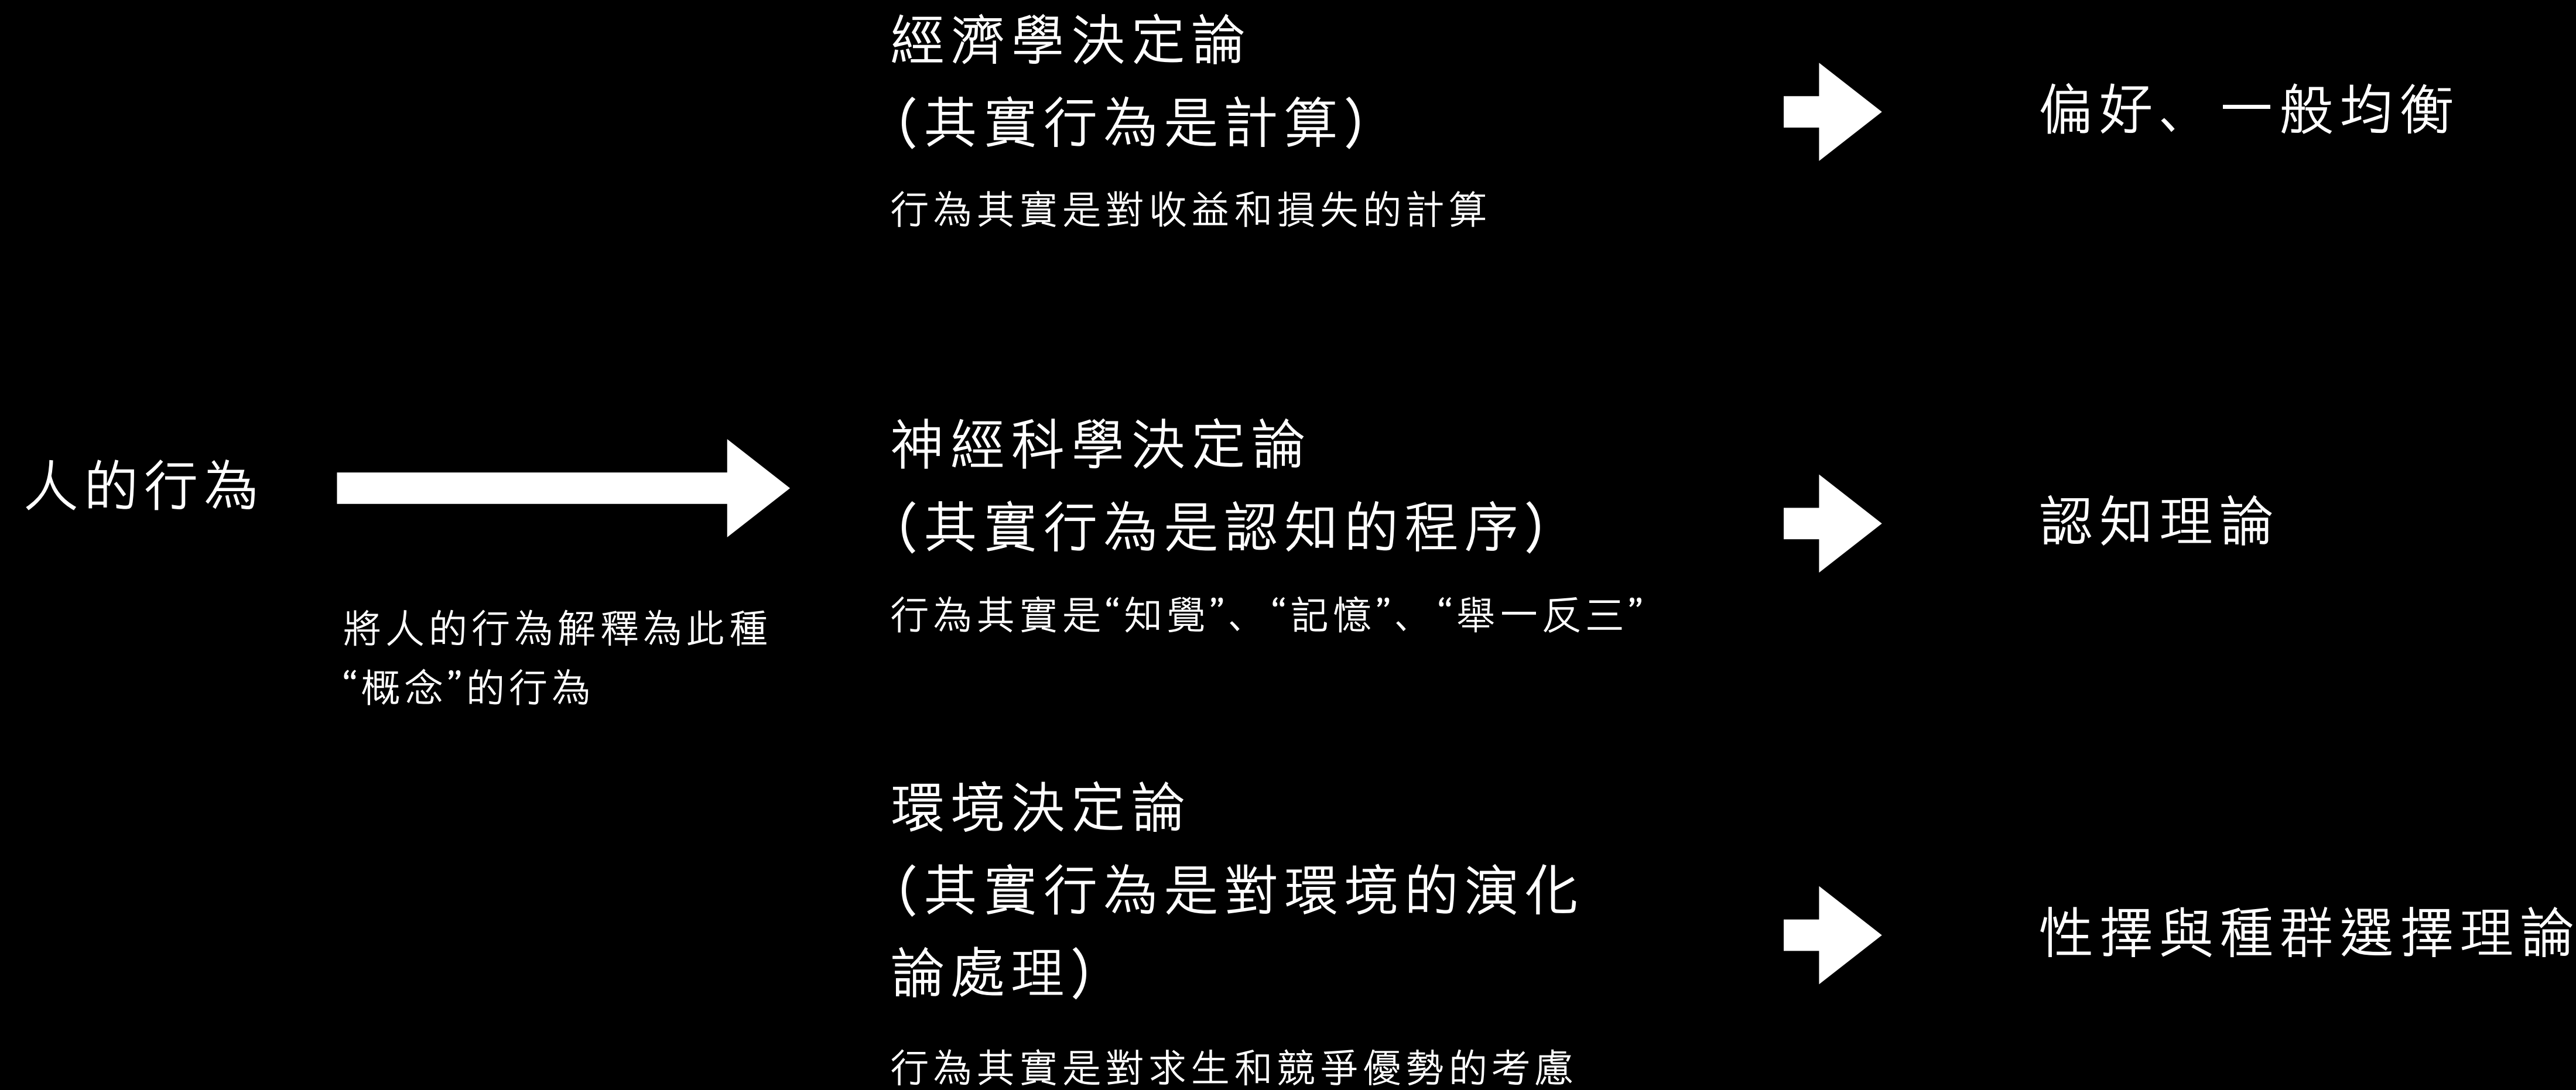 經濟學決定論
（其實行為是計算）
行為其實是對收益和損失的計算
偏好、一般均衡
人的行為
將人的行為解釋為此種
“概念”的行為
神經科學決定論
（其實行為是認知的程序）
行為其實是“知覺”、“記憶”、“舉一反三”
認知理論
環境決定論
（其實行為是對環境的演化
論處理）
行為其實是對求生和競爭優勢的考慮
性擇與種群選擇理論